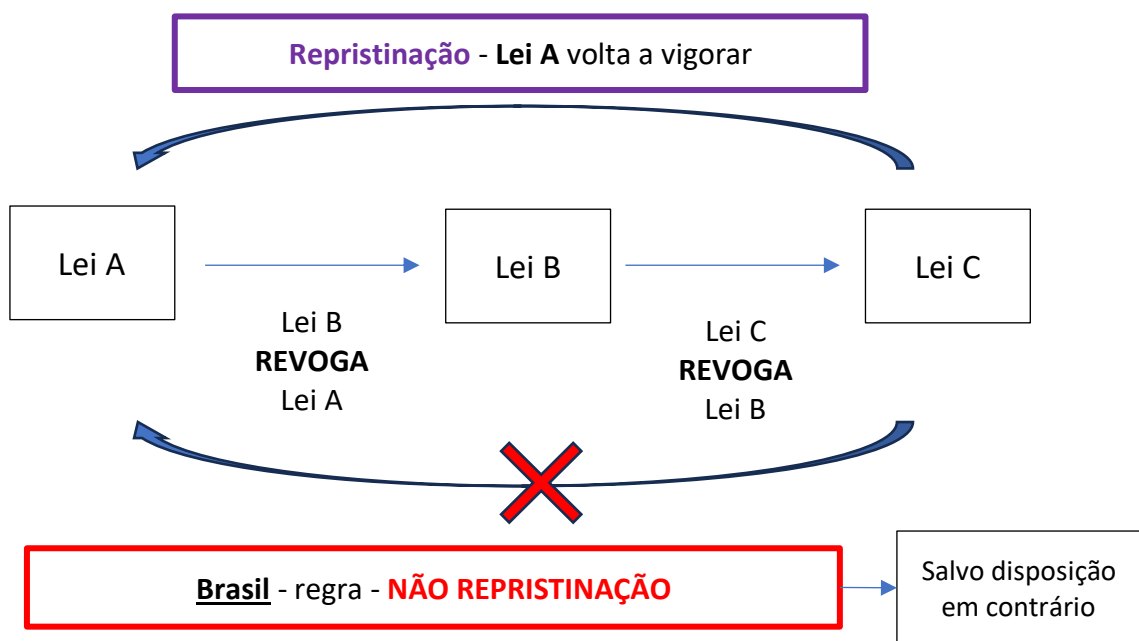 Repristinação - Lei A volta a vigorar
Lei A
Lei B
Lei C
Lei B
REVOGA
Lei A
Lei C
REVOGA
Lei B
Brasil - regra - NÃO REPRISTINAÇÃO
Salvo disposição
em contrário